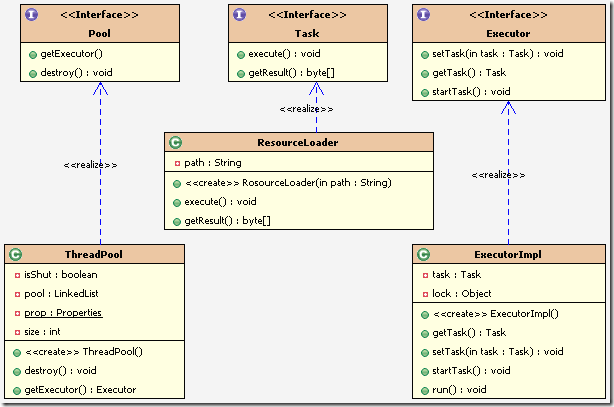 <<Interface>>
Pool
getExecutor()
destroy() : void
<<Interface>>
Task
execute() : void
getResult() : byte[]
<<Interface>>
Executor
setTask(in task : Task) : void
getTask() : Task
startTask() : void
<<realize>>
ResourceLoader
path : String
<<create>> RosourceLoader(in path : String)
execute() : void
getResult() : byte[]
<<realize>>
<<realize>>
ThreadPool
isShut : boolean
pool : LinkedList
prop : Properties
size : int
<<create>> ThreadPool()
destroy() : void
getExecutor() : Executor
ExecutorImpl
task : Task
lock : Object
<<create>> ExecutorImpl()
getTask() : Task
setTask(in task : Task) : void
startTask() : void
run() : void